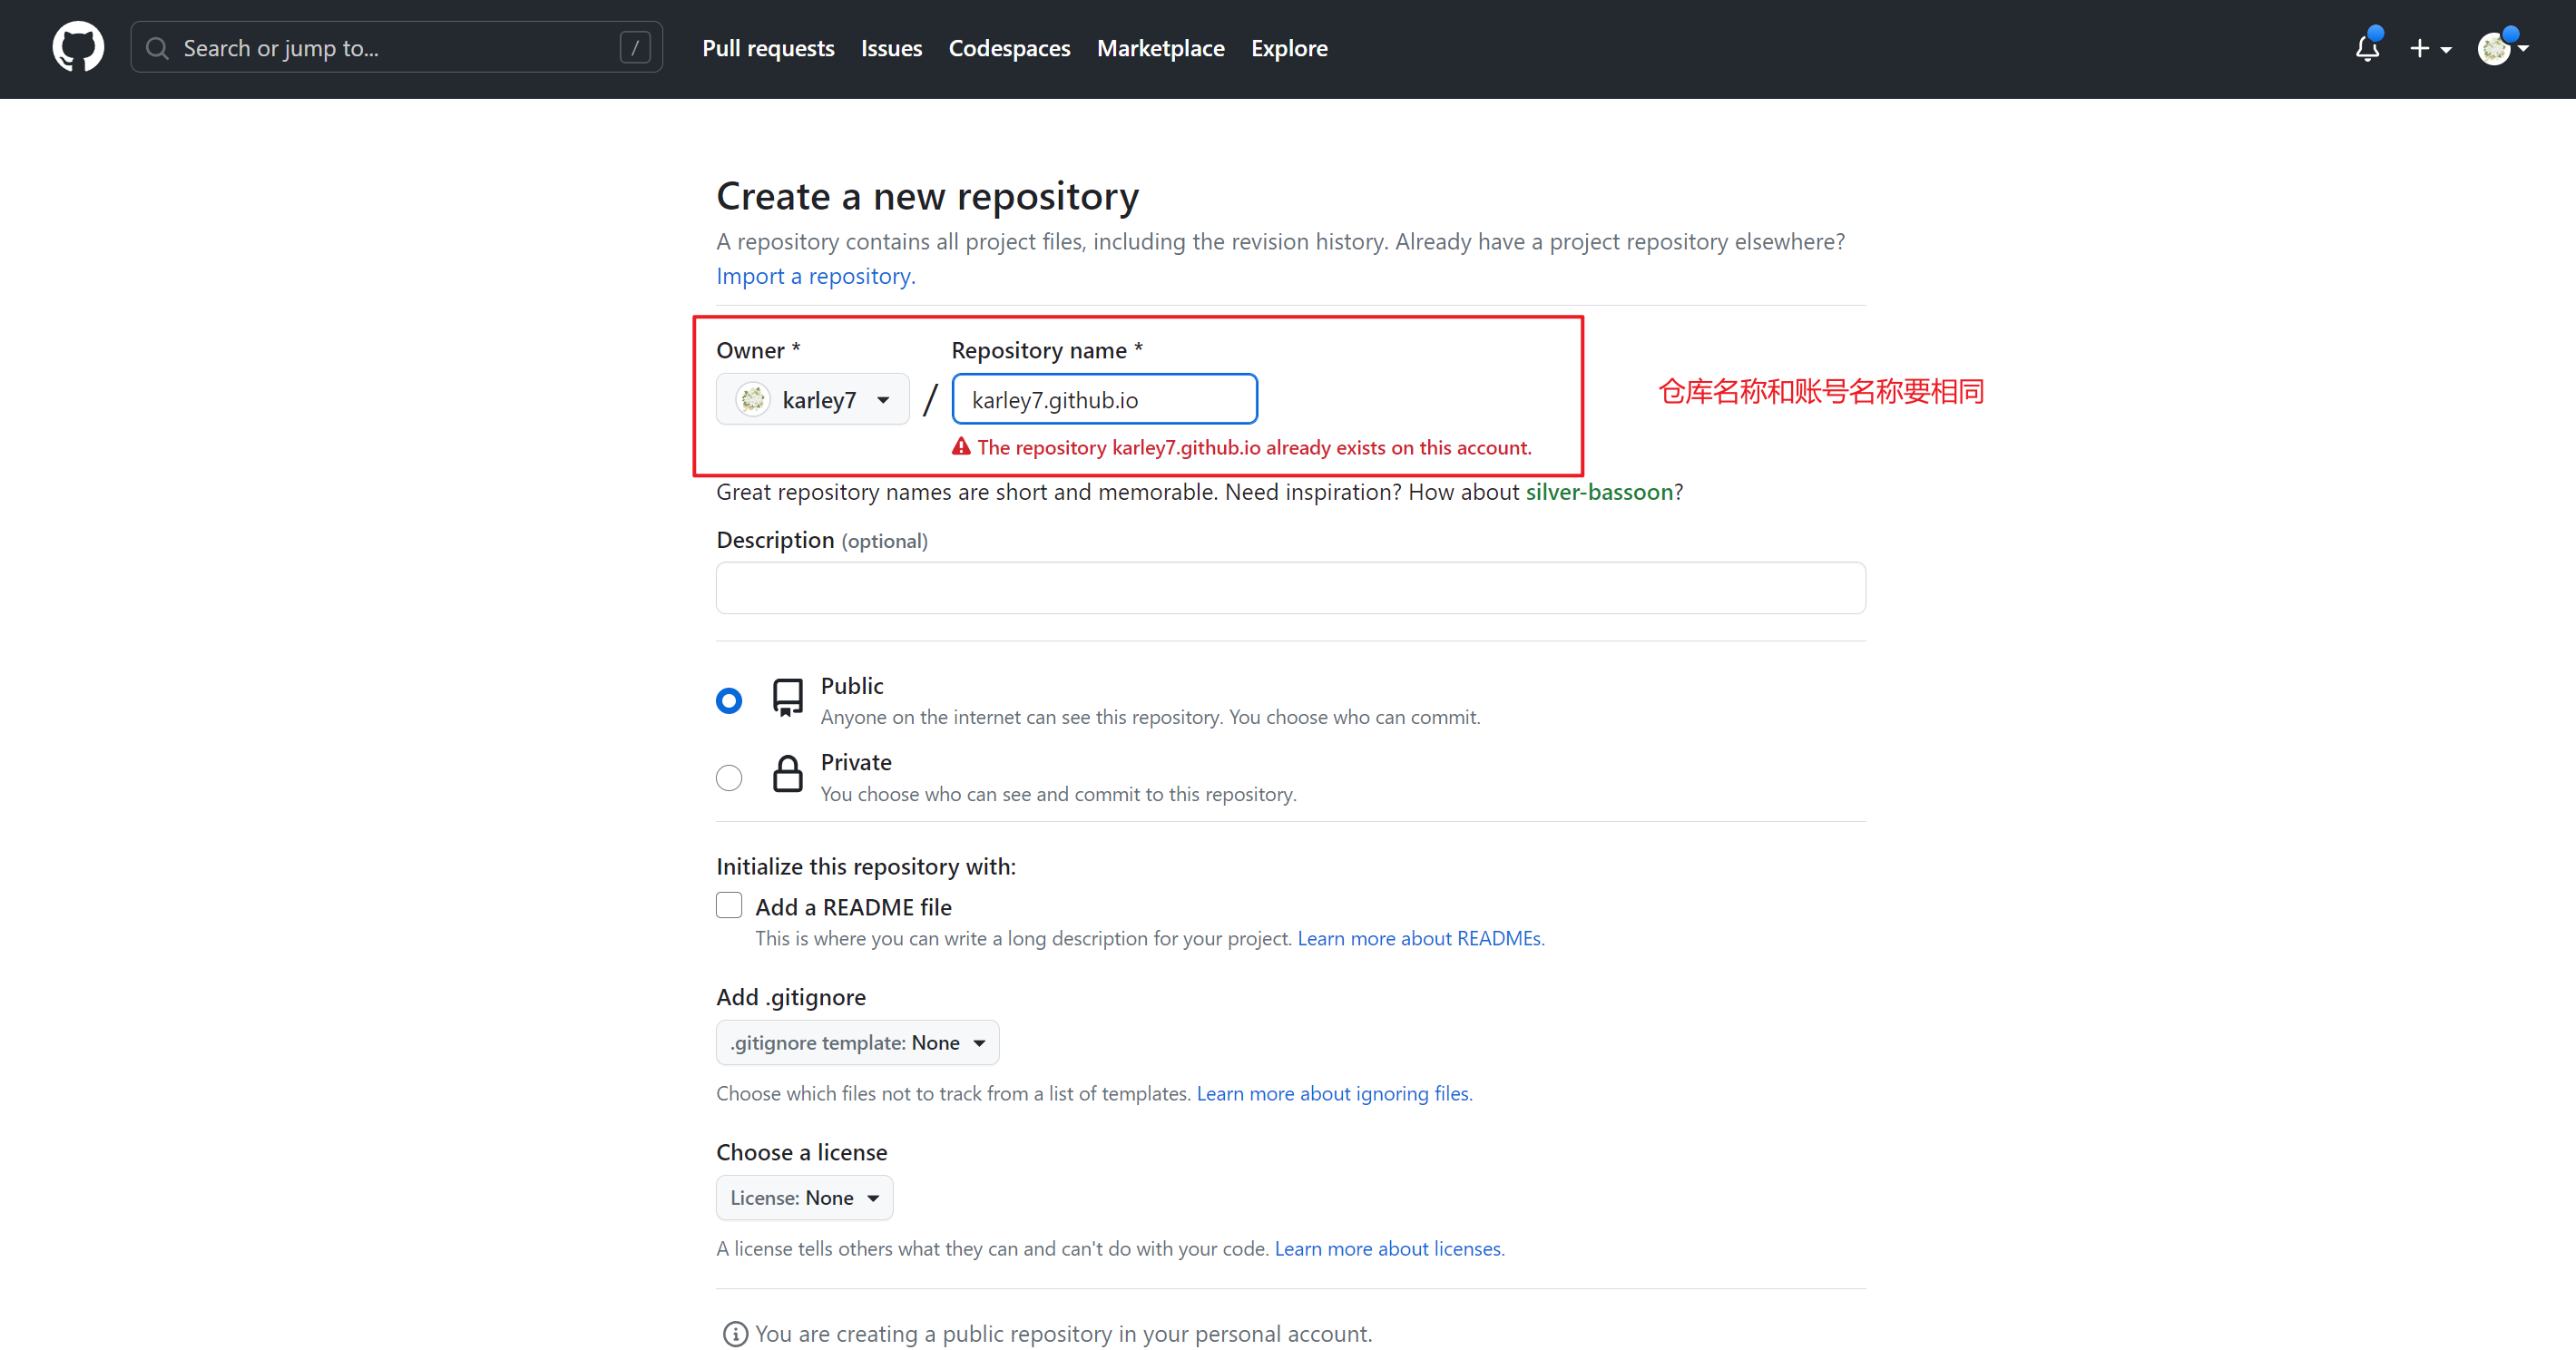 Search or jump to... / Pull requests Issues Codespaces Marketplace Explore
Create a new repository
A repository contains all project files, including the revision history. Already have a project repository elsewhere?
Import a repository.
Owner * Repository name *
karley7 / karley7.github.io
仓库名称和账号名称要相同
The repository karley7.github.io already exists on this account.
Great repository names are short and memorable. Need inspiration? How about silver-bassoon?
Description (optional)
Public
Anyone on the internet can see this repository. You choose who can commit.
Private
You choose who can see and commit to this repository.
Initialize this repository with:
Add a README file
This is where you can write a long description for your project. Learn more about READMEs.
Add .gitignore
.gitignore template: None
Choose which files not to track from a list of templates. Learn more about ignoring files.
Choose a license
License: None
A license tells others what they can and can't do with your code. Learn more about licenses.
You are creating a public repository in your personal account.